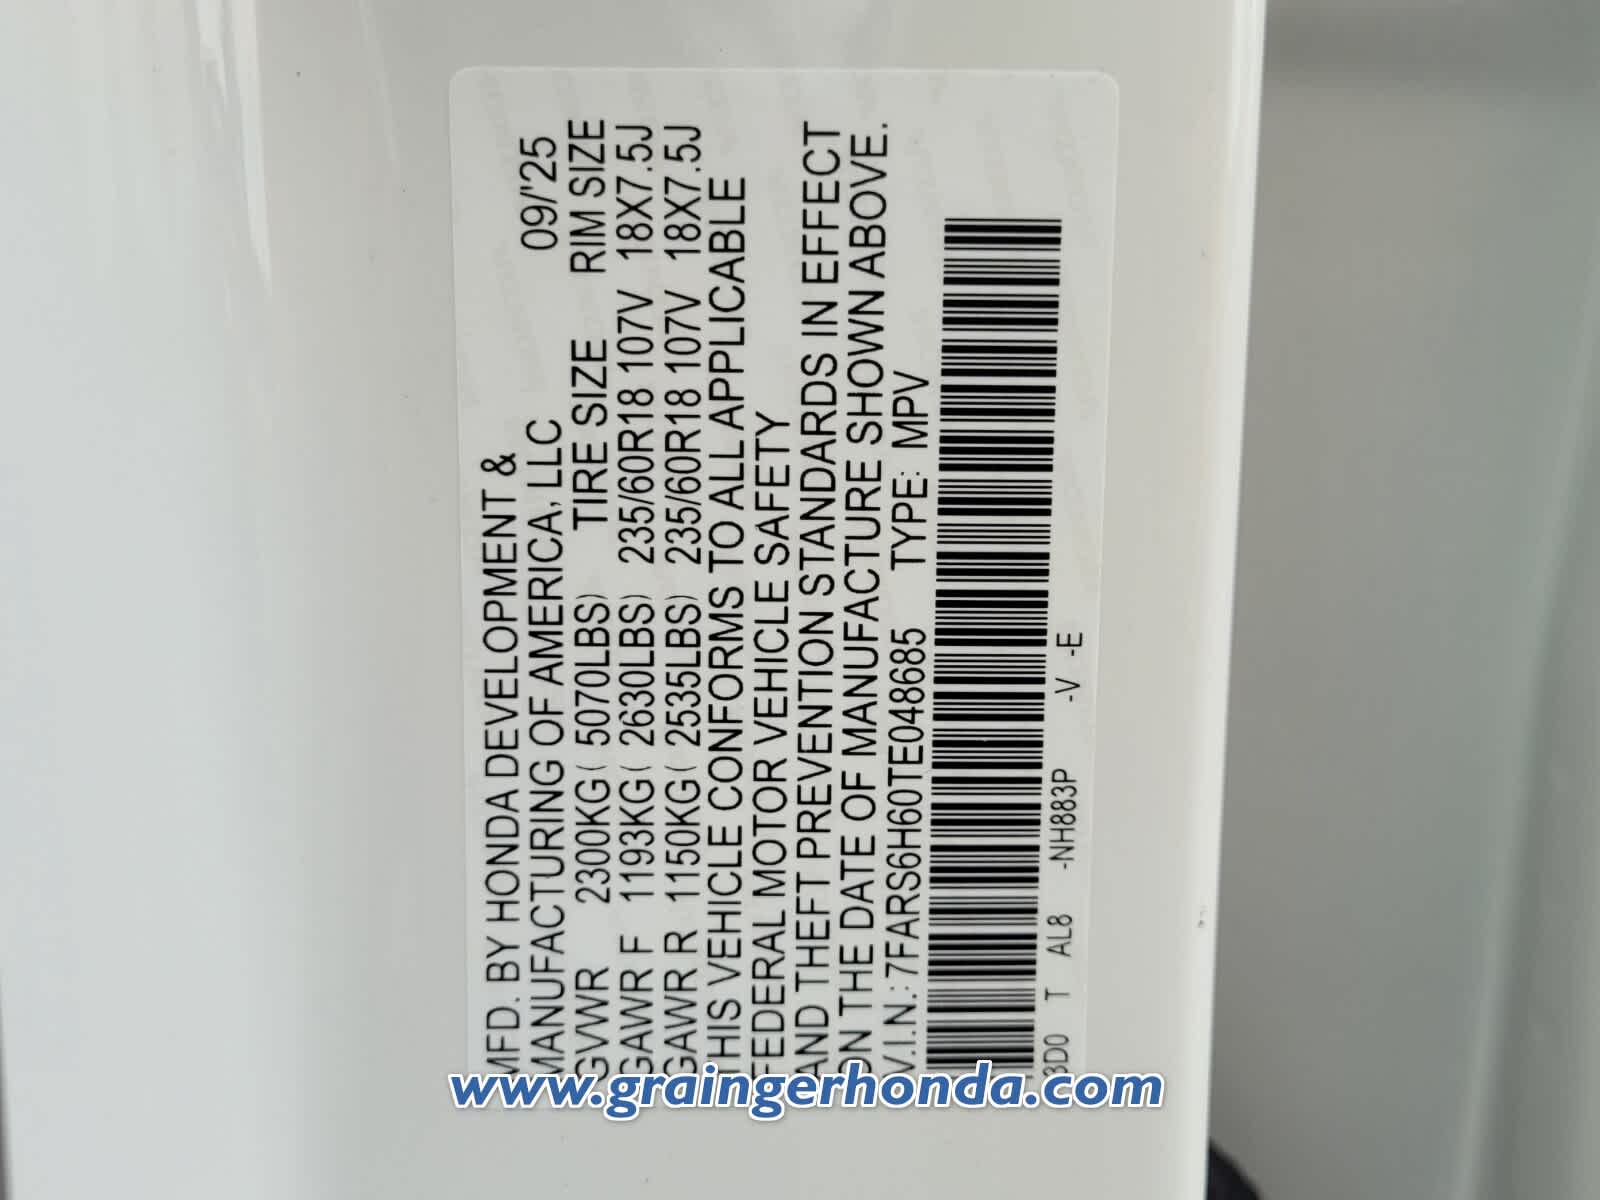 MFD. BY HONDA DEVELOPMENT &
MANUFACTURING OF AMERICA, LLC 09/'25
GVWR 2300KG( 5070LBS) TIRE SIZE RIM SIZE
GAWR F 1193KG( 2630LBS) 235/60R18 107V 18X7.5J
GAWR R 1150KG( 2535LBS) 235/60R18 107V 18X7.5J
THIS VEHICLE CONFORMS TO ALL APPLICABLE
FEDERAL MOTOR VEHICLE SAFETY
AND THEFT PREVENTION STANDARDS IN EFFECT
ON THE DATE OF MANUFACTURE SHOWN ABOVE.
V.I.N.: 7FARS6H60TE048685 TYPE: MPV
3D0 T AL8 -NH883P -V -E
www.graingerhonda.com